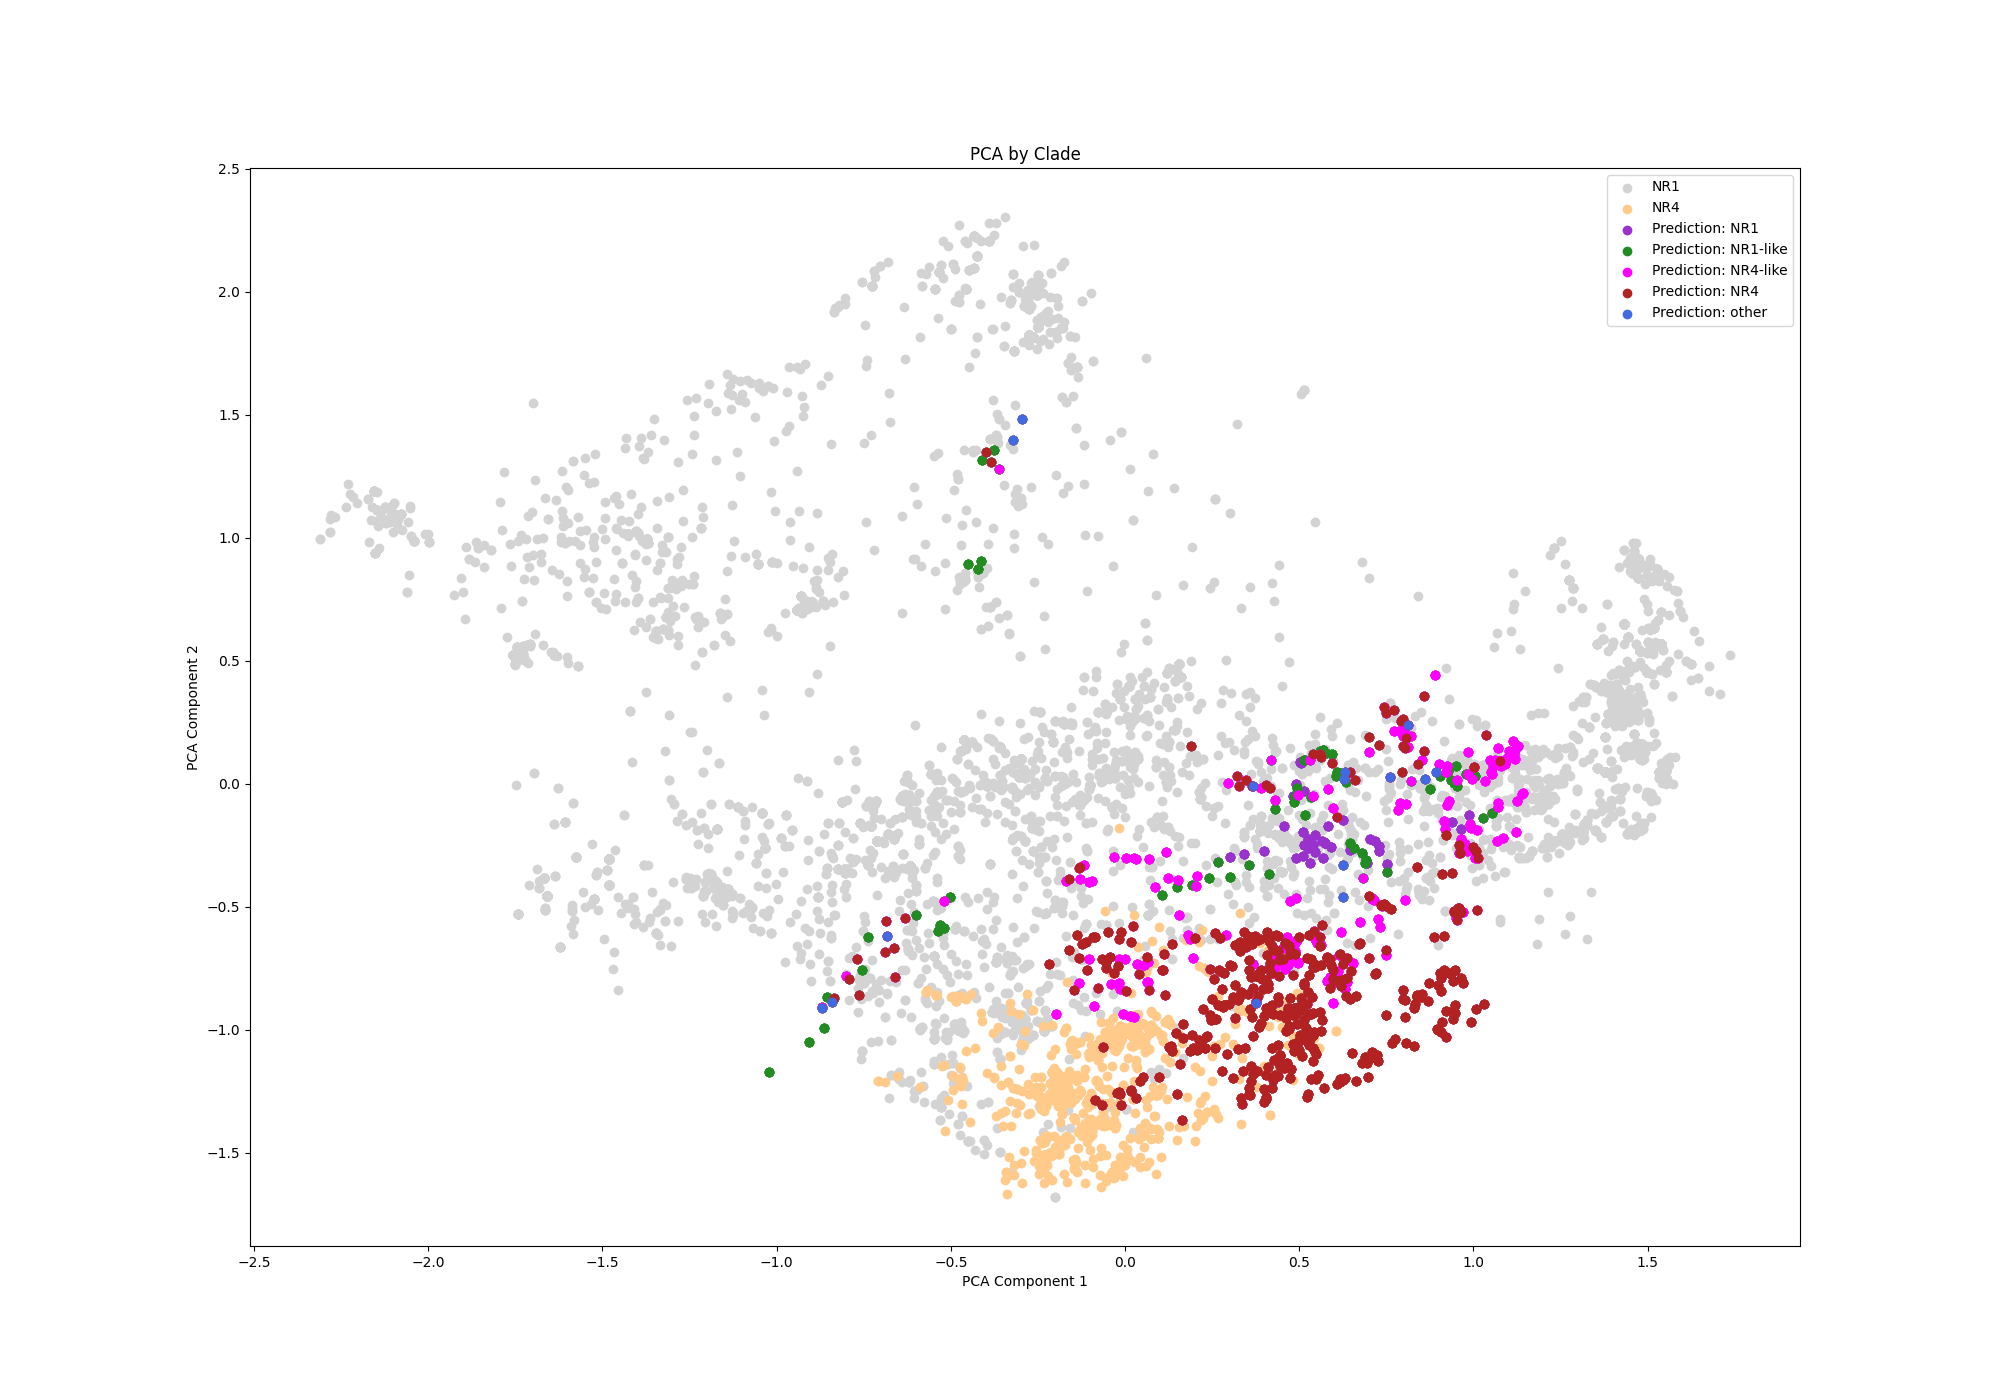 PCA by Clade
2.5
2.0
1.5
1.0
0.5
0.0
−0.5
−1.0
−1.5
PCA Component 2
NR1
NR4
Prediction: NR1
Prediction: NR1-like
Prediction: NR4-like
Prediction: NR4
Prediction: other
−2.5 −2.0 −1.5 −1.0 −0.5 0.0 0.5 1.0 1.5
PCA Component 1